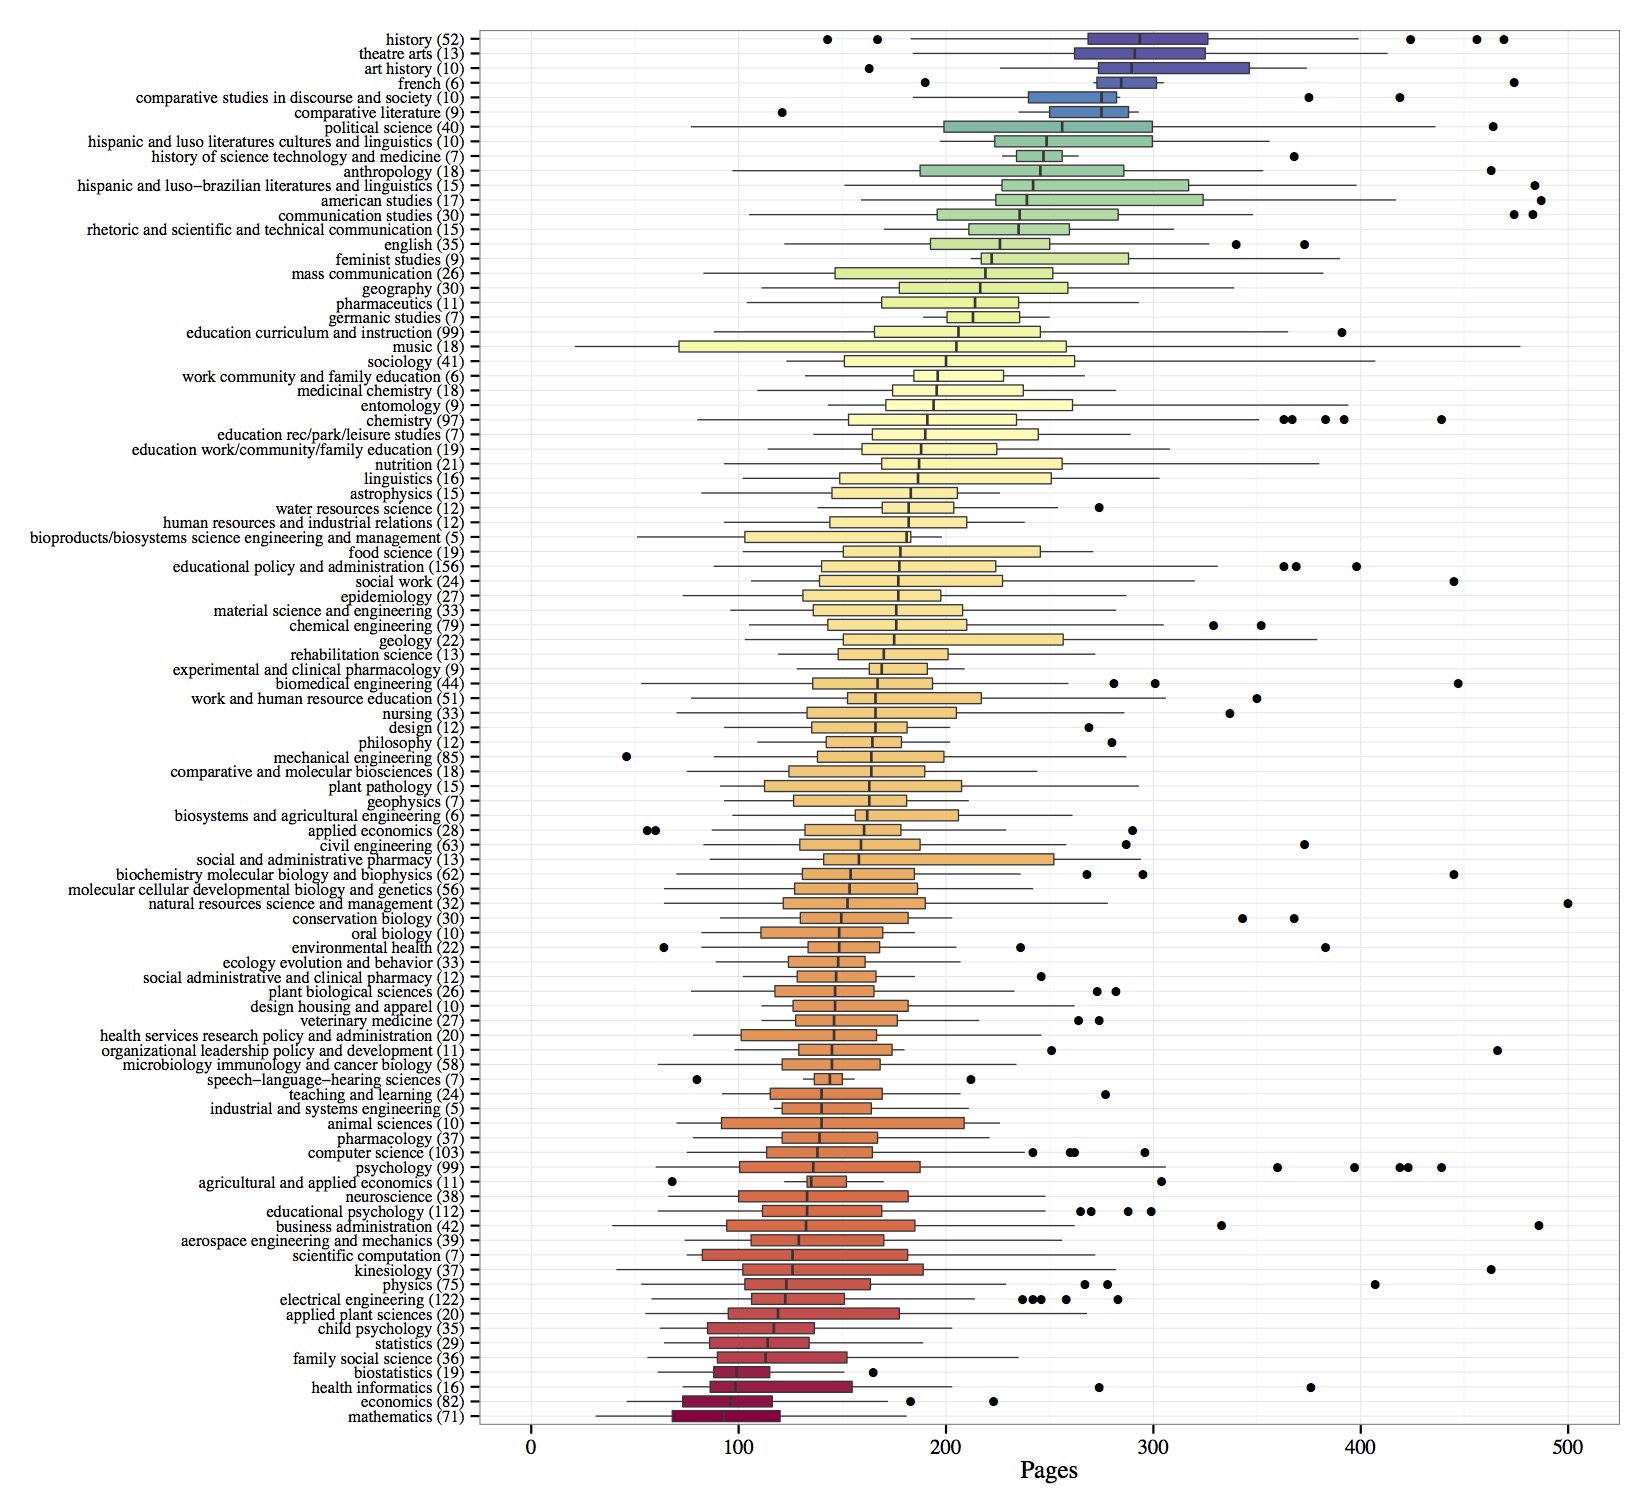 history (52)
theatre arts (13)
art history (10)
french (6)
comparative studies in discourse and society (10)
comparative literature (9)
political science (40)
hispanic and luso literatures cultures and linguistics (10)
history of science technology and medicine (7)
anthropology (18)
hispanic and luso−brazilian literatures and linguistics (15)
american studies (17)
communication studies (30)
rhetoric and scientific and technical communication (15)
english (35)
feminist studies (9)
mass communication (26)
geography (30)
pharmaceutics (11)
germanic studies (7)
education curriculum and instruction (99)
music (18)
sociology (41)
work community and family education (6)
medicinal chemistry (18)
entomology (9)
chemistry (97)
education rec/park/leisure studies (7)
education work/community/family education (19)
nutrition (21)
linguistics (16)
astrophysics (15)
water resources science (12)
human resources and industrial relations (12)
bioproducts/biosystems science engineering and management (5)
food science (19)
educational policy and administration (156)
social work (24)
epidemiology (27)
material science and engineering (33)
chemical engineering (79)
geology (22)
rehabilitation science (13)
experimental and clinical pharmacology (9)
biomedical engineering (44)
work and human resource education (51)
nursing (33)
design (12)
philosophy (12)
mechanical engineering (85)
comparative and molecular biosciences (18)
plant pathology (15)
geophysics (7)
biosystems and agricultural engineering (6)
applied economics (28)
civil engineering (63)
social and administrative pharmacy (13)
biochemistry molecular biology and biophysics (62)
molecular cellular developmental biology and genetics (56)
natural resources science and management (32)
conservation biology (30)
oral biology (10)
environmental health (22)
ecology evolution and behavior (33)
social administrative and clinical pharmacy (12)
plant biological sciences (26)
design housing and apparel (10)
veterinary medicine (27)
health services research policy and administration (20)
organizational leadership policy and development (11)
microbiology immunology and cancer biology (58)
speech−language−hearing sciences (7)
teaching and learning (24)
industrial and systems engineering (5)
animal sciences (10)
pharmacology (37)
computer science (103)
psychology (99)
agricultural and applied economics (11)
neuroscience (38)
educational psychology (112)
business administration (42)
aerospace engineering and mechanics (39)
scientific computation (7)
kinesiology (37)
physics (75)
electrical engineering (122)
applied plant sciences (20)
child psychology (35)
statistics (29)
family social science (36)
biostatistics (19)
health informatics (16)
economics (82)
mathematics (71)
0 100 200 300 400 500
Pages